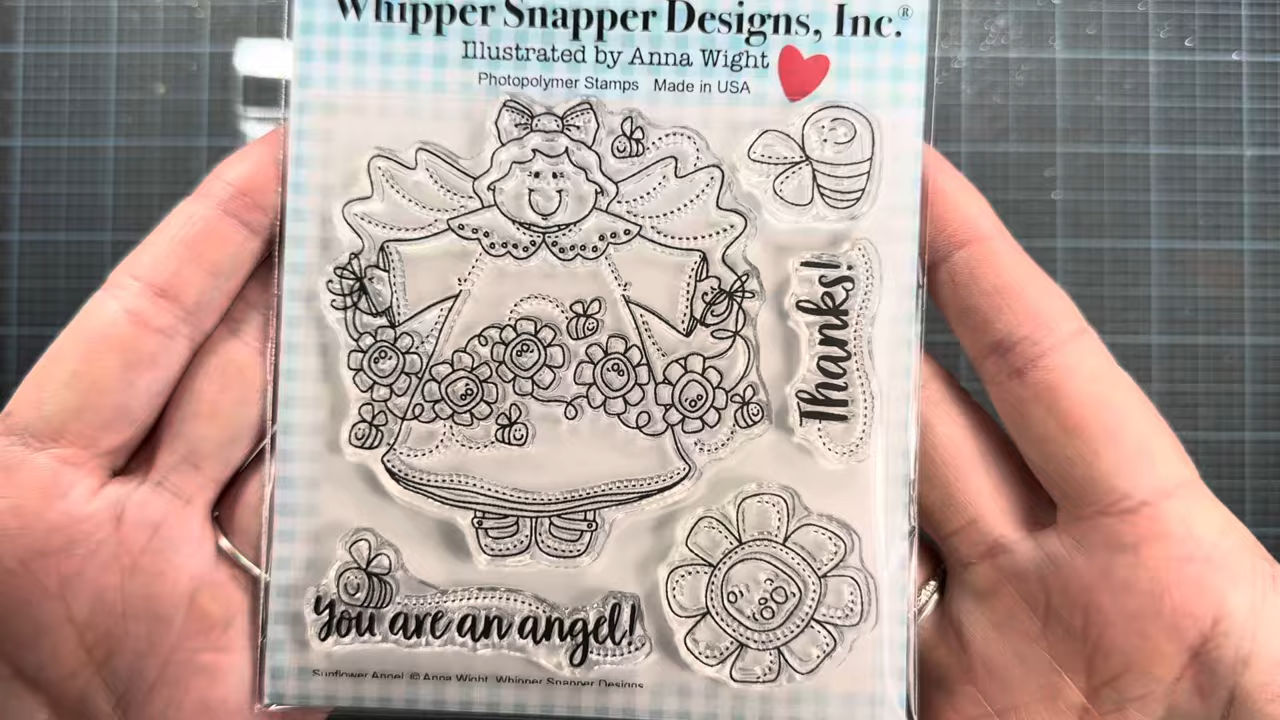 Whipper Snapper Designs, Inc.®
Illustrated by Anna Wight
Photopolymer Stamps Made in USA
Thanks!
You are an angel!
Sunflower Angel © Anna Wight, Whipper Snapper Designs